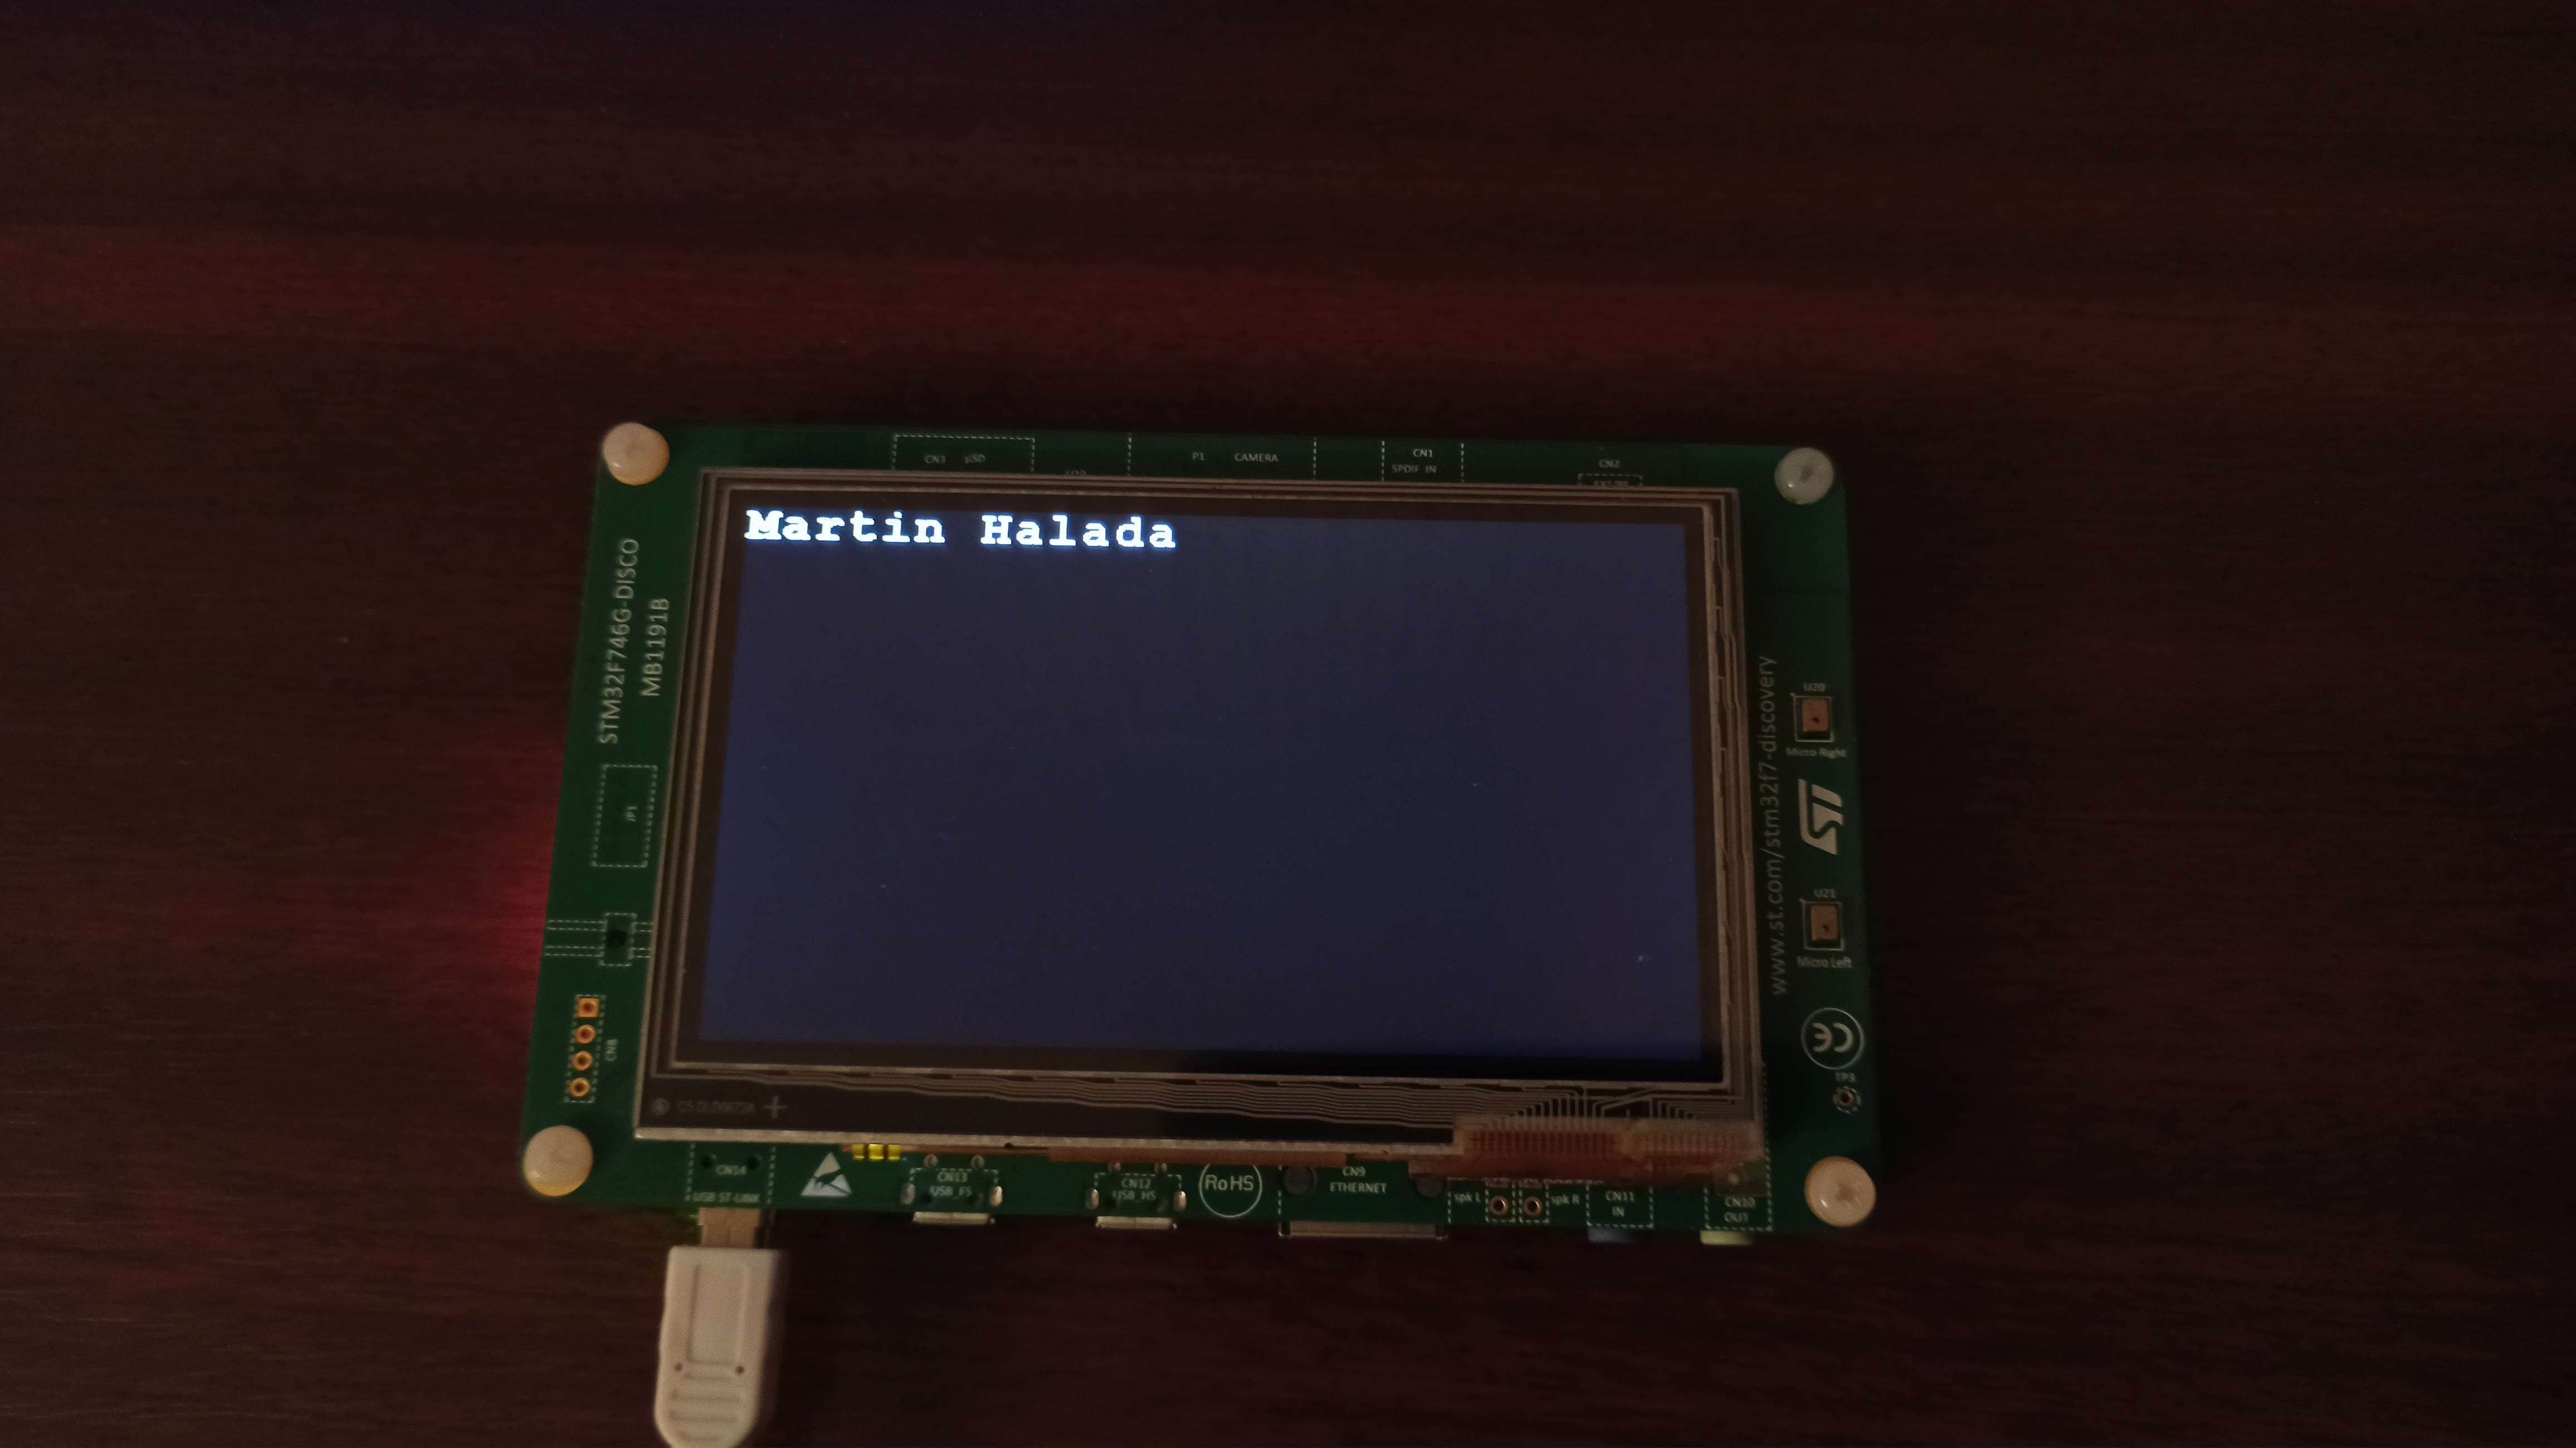 CN3 µSD
P1 CAMERA
CN1
SPDIF IN
CN2
Martin Halada
STM32F746G-DISCO
MB1191B
JP1
CN8
www.st.com/stm32f7-discovery
U20
Micro Right
ST
U21
Micro Left
CE
TP3
CN14
USB ST-LINK
CN13
USB_FS
CN12
USB_HS
RoHS
CN9
ETHERNET
spk L
spk R
CN11
IN
CN10
OUT